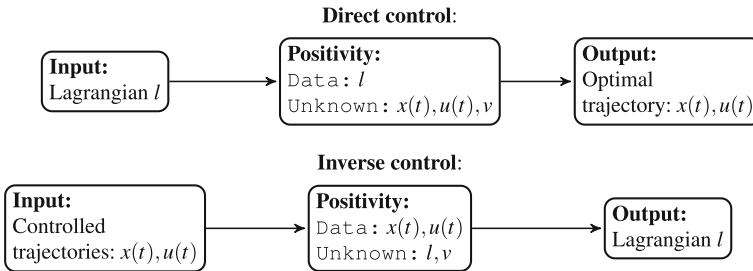 Direct control:
Input:
Lagrangian l
Positivity:
Data: l
Unknown: x(t), u(t), v
Output:
Optimal
trajectory: x(t), u(t)
Inverse control:
Input:
Controlled
trajectories: x(t), u(t)
Positivity:
Data: x(t), u(t)
Unknown: l, v
Output:
Lagrangian l